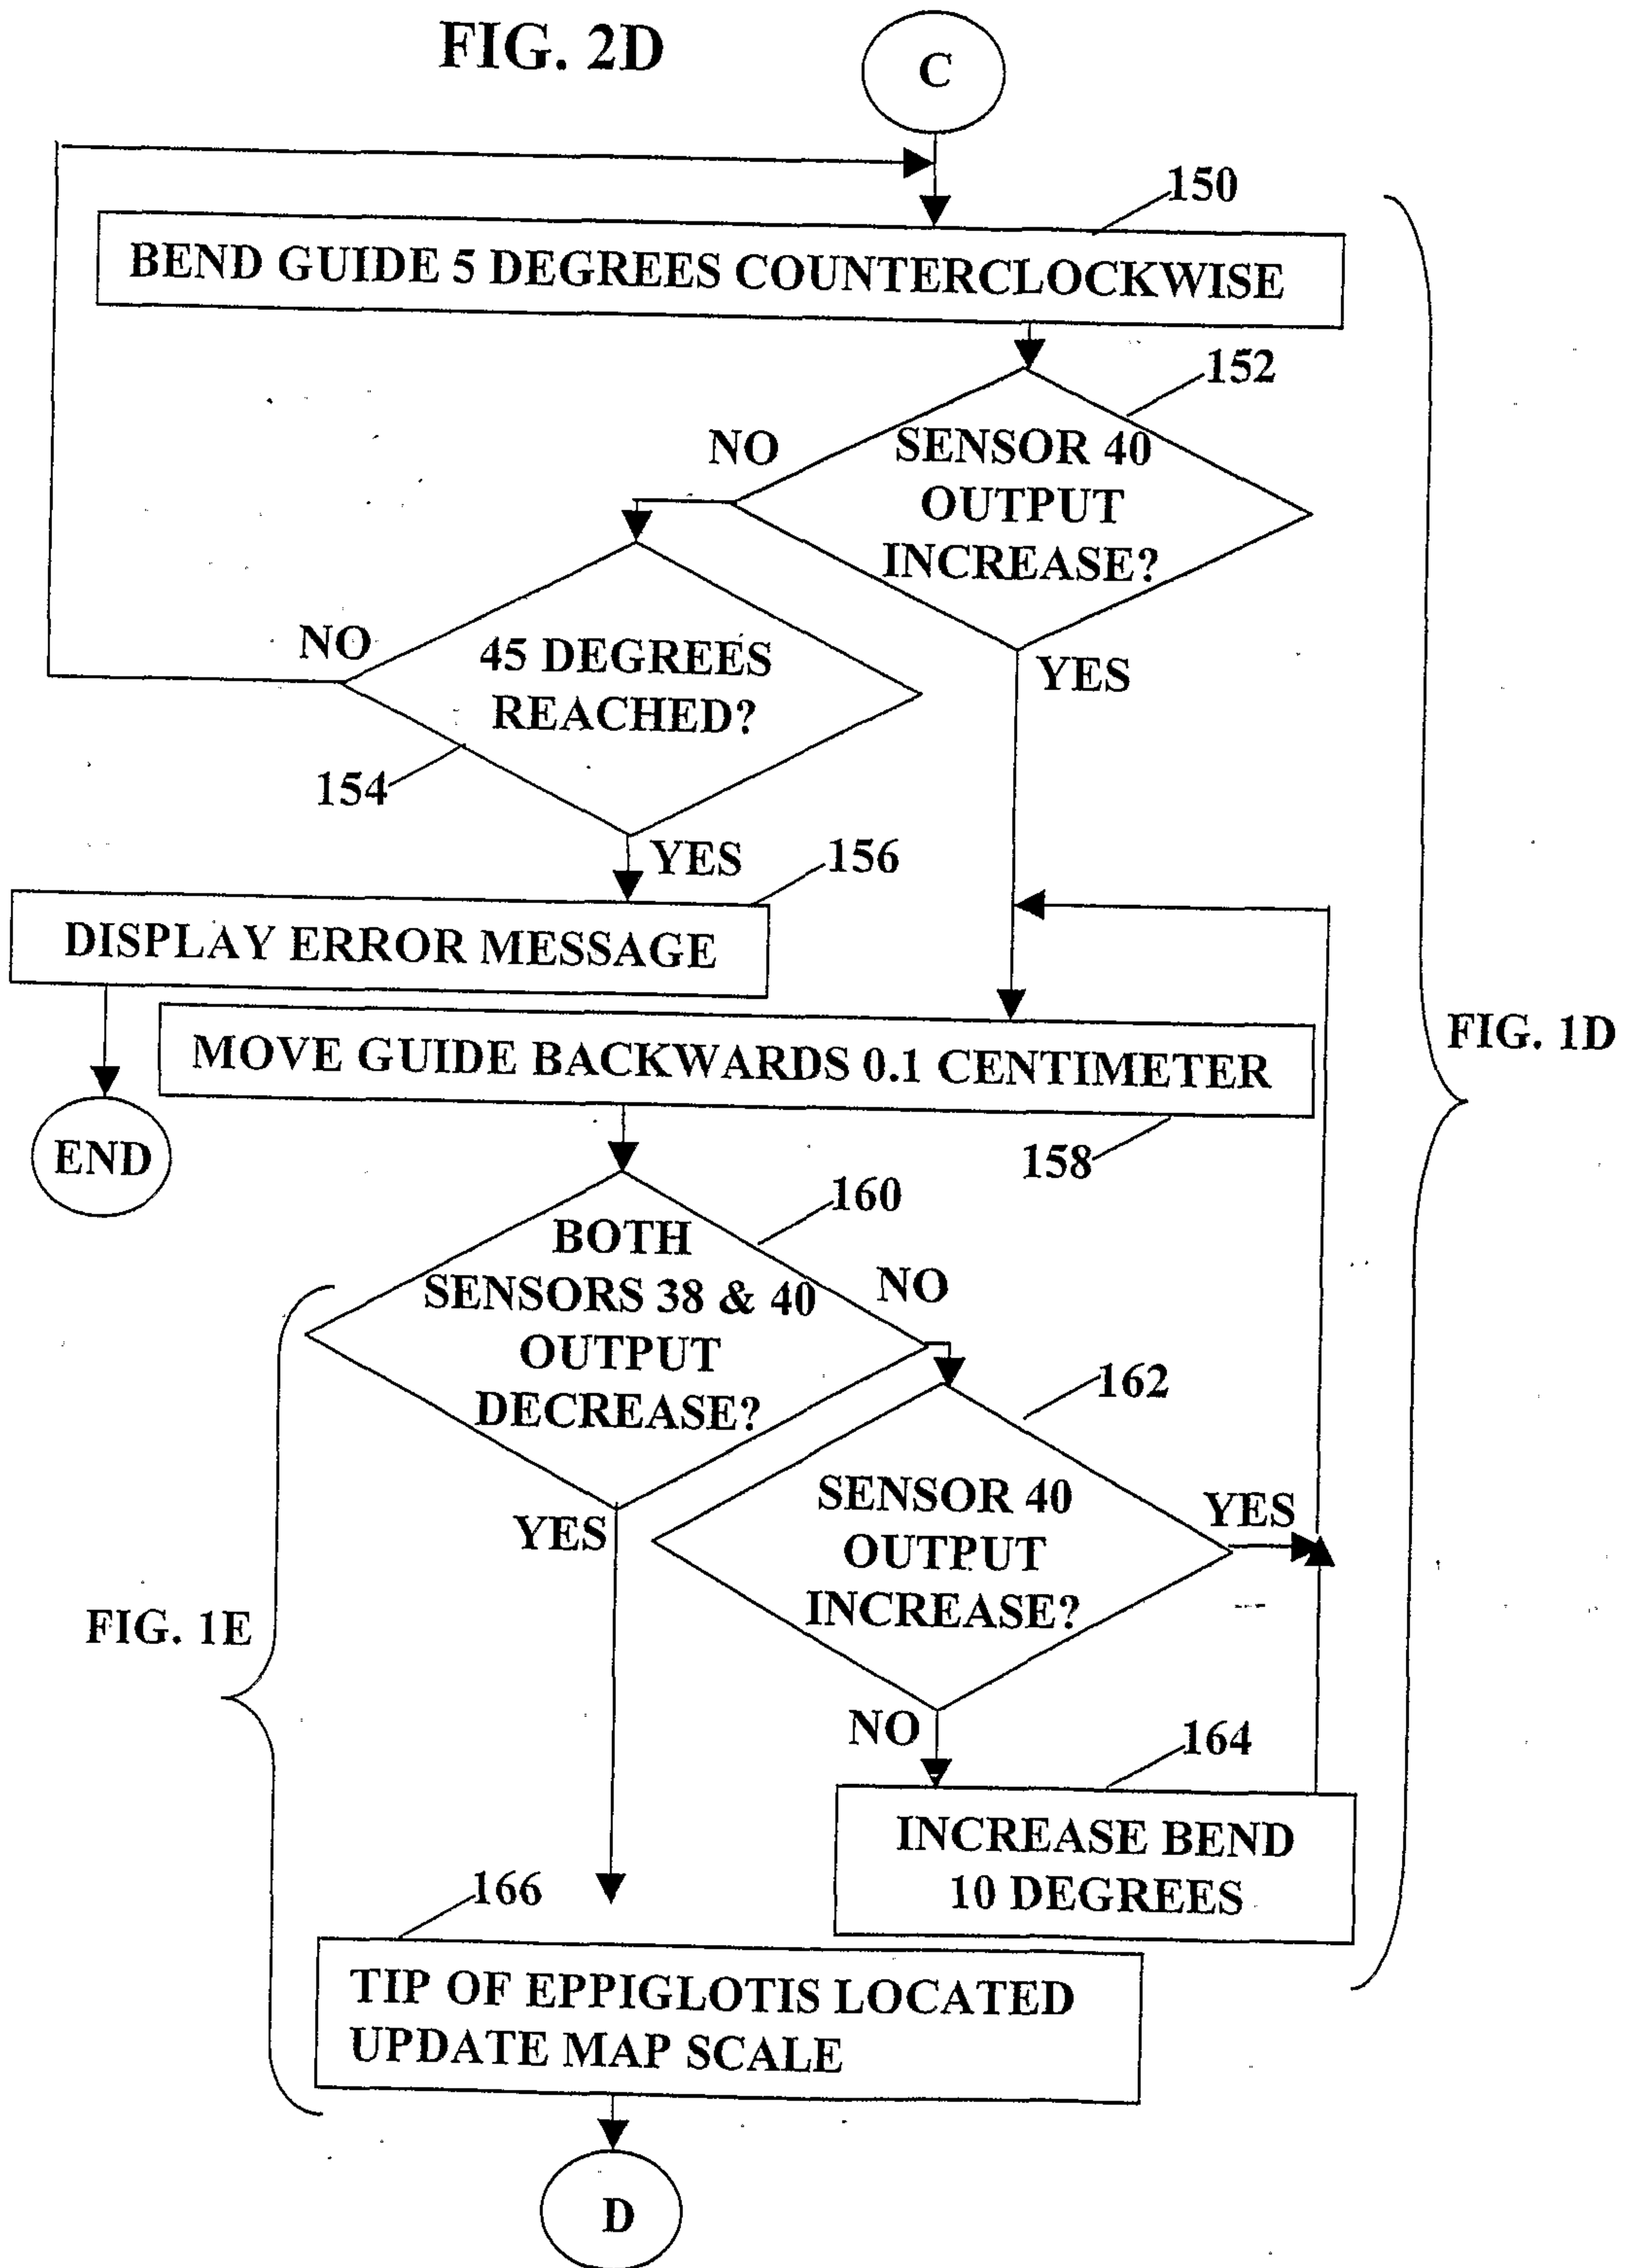 FIG. 2D
C
150
BEND GUIDE 5 DEGREES COUNTERCLOCKWISE
152
NO
SENSOR 40
OUTPUT
INCREASE?
NO
45 DEGREES
REACHED?
YES
154
YES
156
DISPLAY ERROR MESSAGE
FIG. 1D
MOVE GUIDE BACKWARDS 0.1 CENTIMETER
END
158
160
BOTH
SENSORS 38 & 40
OUTPUT
DECREASE?
NO
162
SENSOR 40
OUTPUT
INCREASE?
YES
YES
FIG. 1E
NO
164
INCREASE BEND
10 DEGREES
166
TIP OF EPPIGLOTIS LOCATED
UPDATE MAP SCALE
D